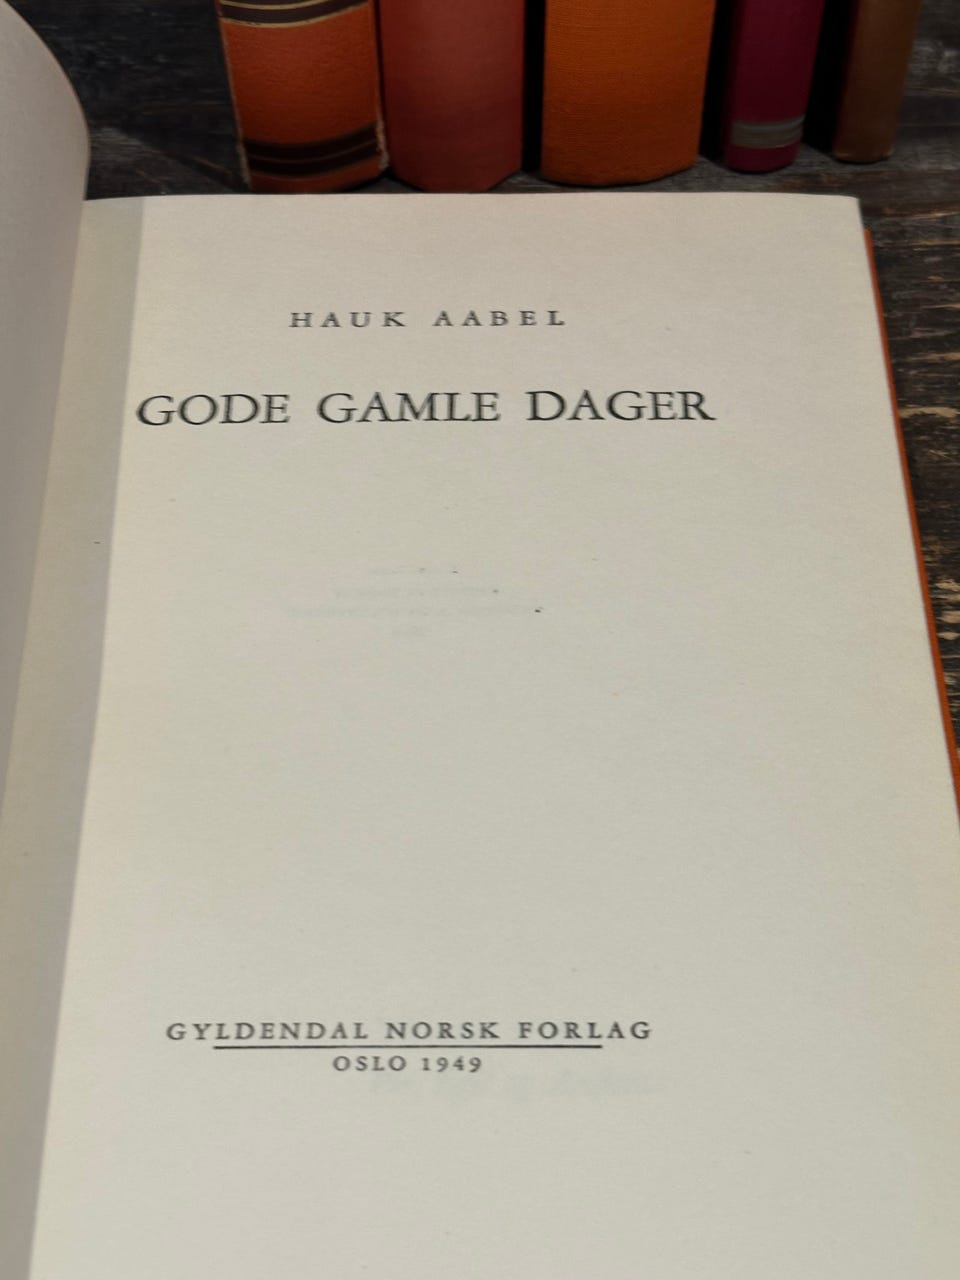 HAUK AABEL
GODE GAMLE DAGER
GYLDENDAL NORSK FORLAG
OSLO 1949